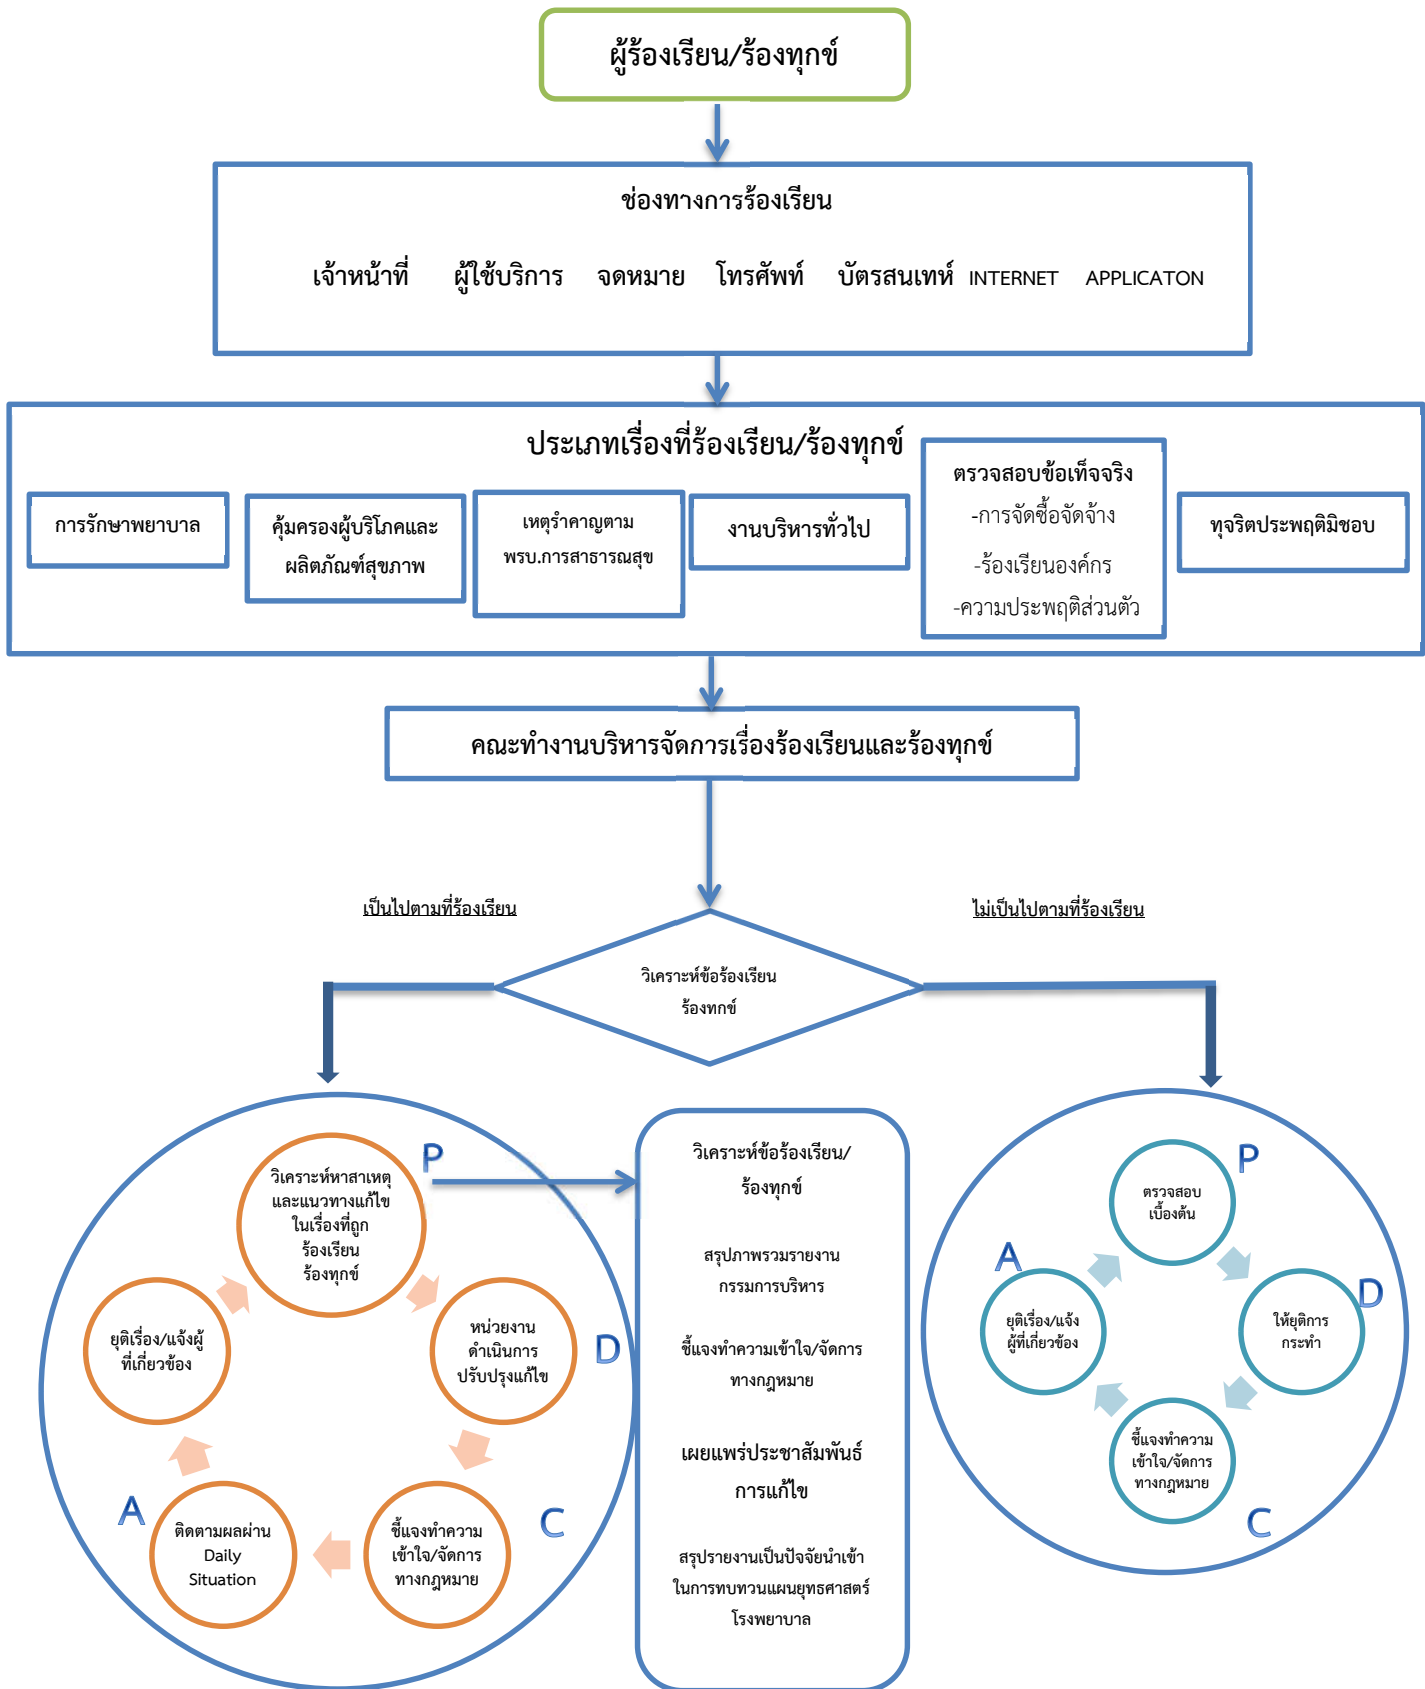 ผู้ร้องเรียน/ร้องทุกข์
ช่องทางการร้องเรียน
เจ้าหน้าที่ ผู้ใช้บริการ จดหมาย โทรศัพท์ บัตรสนเทห์ INTERNET APPLICATON
ประเภทเรื่องที่ร้องเรียน/ร้องทุกข์
การรักษาพยาบาล
คุ้มครองผู้บริโภคและ
ผลิตภัณฑ์สุขภาพ
เหตุรำคาญตาม
พรบ.การสาธารณสุข
งานบริหารทั่วไป
ตรวจสอบข้อเท็จจริง
-การจัดซื้อจัดจ้าง
-ร้องเรียนองค์กร
-ความประพฤติส่วนตัว
ทุจริตประพฤติมิชอบ
คณะทำงานบริหารจัดการเรื่องร้องเรียนและร้องทุกข์
เป็นไปตามที่ร้องเรียน
ไม่เป็นไปตามที่ร้องเรียน
วิเคราะห์ข้อร้องเรียน
ร้องทกข์
P
วิเคราะห์หาสาเหตุ
และแนวทางแก้ไข
ในเรื่องที่ถูก
ร้องเรียน
ร้องทุกข์
D
หน่วยงาน
ดำเนินการ
ปรับปรุงแก้ไข
C
ชี้แจงทำความ
เข้าใจ/จัดการ
ทางกฎหมาย
A
ติดตามผลผ่าน
Daily
Situation
ยุติเรื่อง/แจ้งผู้
ที่เกี่ยวข้อง
วิเคราะห์ข้อร้องเรียน/
ร้องทุกข์
สรุปภาพรวมรายงาน
กรรมการบริหาร
ชี้แจงทำความเข้าใจ/จัดการ
ทางกฎหมาย
เผยแพร่ประชาสัมพันธ์
การแก้ไข
สรุปรายงานเป็นปัจจัยนำเข้า
ในการทบทวนแผนยุทธศาสตร์
โรงพยาบาล
P
ตรวจสอบ
เบื้องต้น
D
ให้ยุติการ
กระทำ
C
ชี้แจงทำความ
เข้าใจ/จัดการ
ทางกฎหมาย
A
ยุติเรื่อง/แจ้ง
ผู้ที่เกี่ยวข้อง